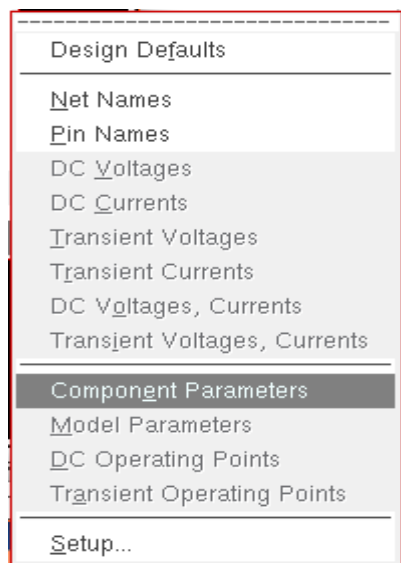 Design Defaults
Net Names
Pin Names
DC Voltages
DC Currents
Transient Voltages
Transient Currents
DC Voltages, Currents
Transient Voltages, Currents
Component Parameters
Model Parameters
DC Operating Points
Transient Operating Points
Setup...